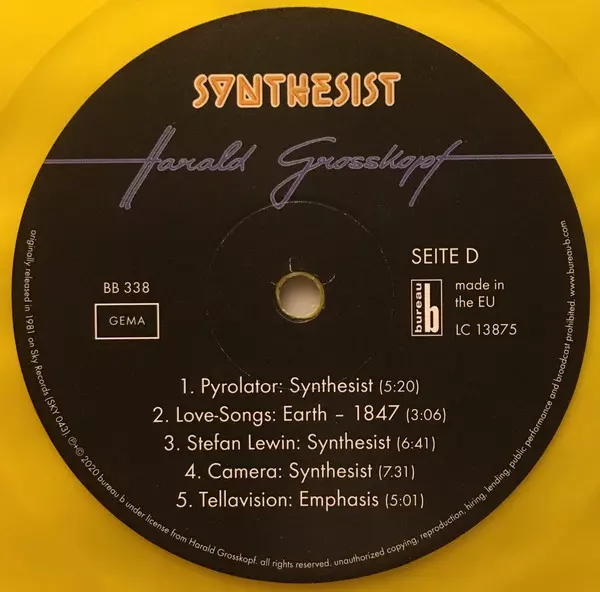 SYNTHESIST
Harald Grosskopf
SEITE D
BB 338
GEMA
bureau b
made in
the EU
LC 13875
1. Pyrolator: Synthesist (5:20)
2. Love-Songs: Earth – 1847 (3:06)
3. Stefan Lewin: Synthesist (6:41)
4. Camera: Synthesist (7.31)
5. Tellavision: Emphasis (5:01)
originally released in 1981 on Sky Records (SKY 043). ℗+© 2020 bureau b under license from Harald Grosskopf. all rights reserved. unauthorized copying, reproduction, hiring, lending, public performance and broadcast prohibited. www.bureau-b.com